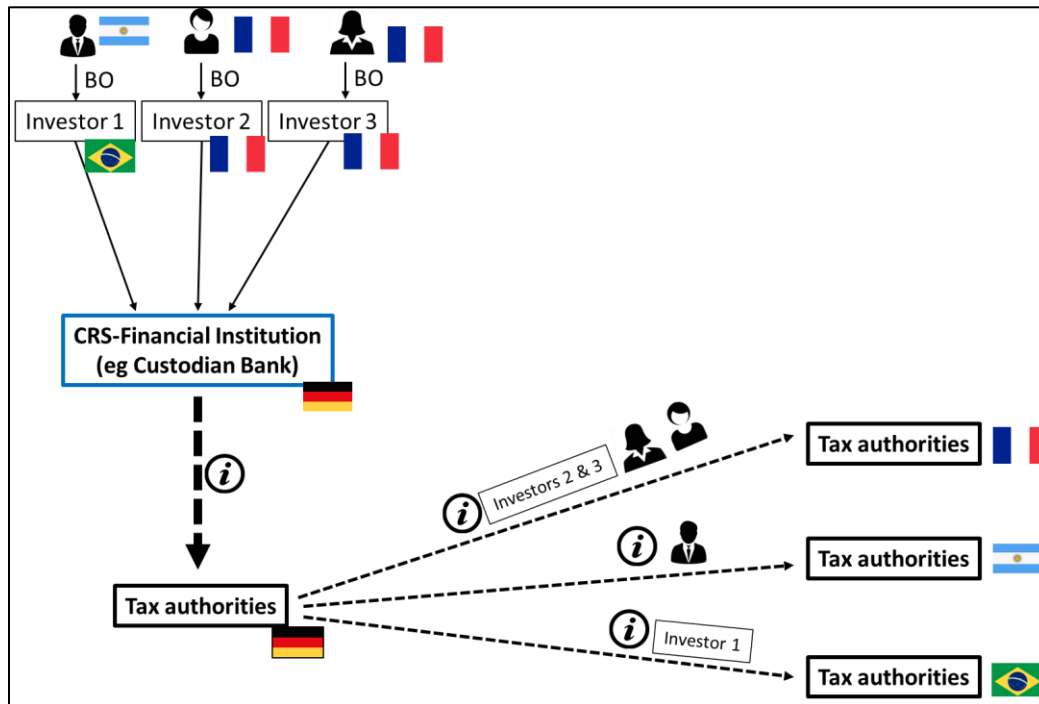 BO
BO
BO
Investor 1
Investor 2
Investor 3
CRS-Financial Institution
(eg Custodian Bank)
i
Tax authorities
i
Investors 2 & 3
Tax authorities
i
Tax authorities
i
Investor 1
Tax authorities